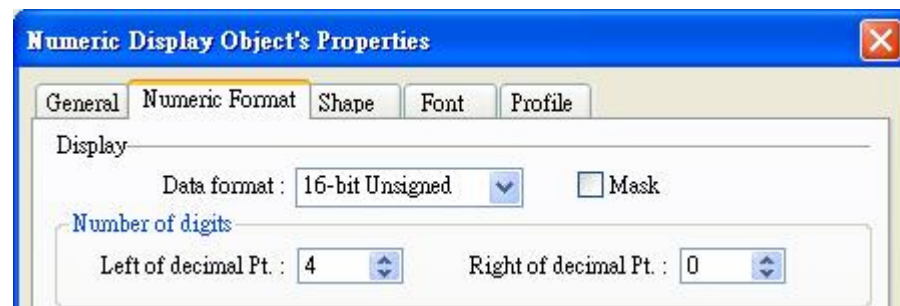 Numeric Display Object's Properties
General Numeric Format Shape Font Profile
Display
Data format : 16-bit Unsigned Mask
Number of digits
Left of decimal Pt. : 4 Right of decimal Pt. : 0